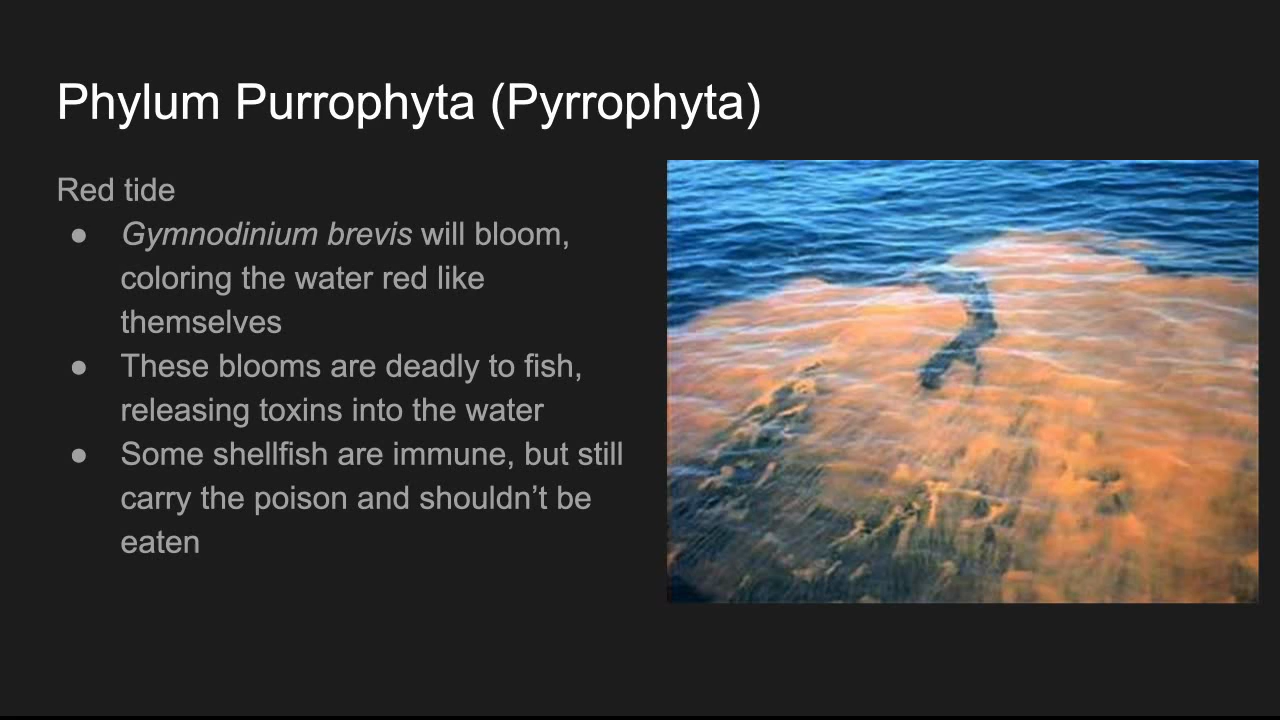 Phylum Purrophyta (Pyrrophyta)
Red tide
● Gymnodinium brevis will bloom,
coloring the water red like
themselves
● These blooms are deadly to fish,
releasing toxins into the water
● Some shellfish are immune, but still
carry the poison and shouldn’t be
eaten